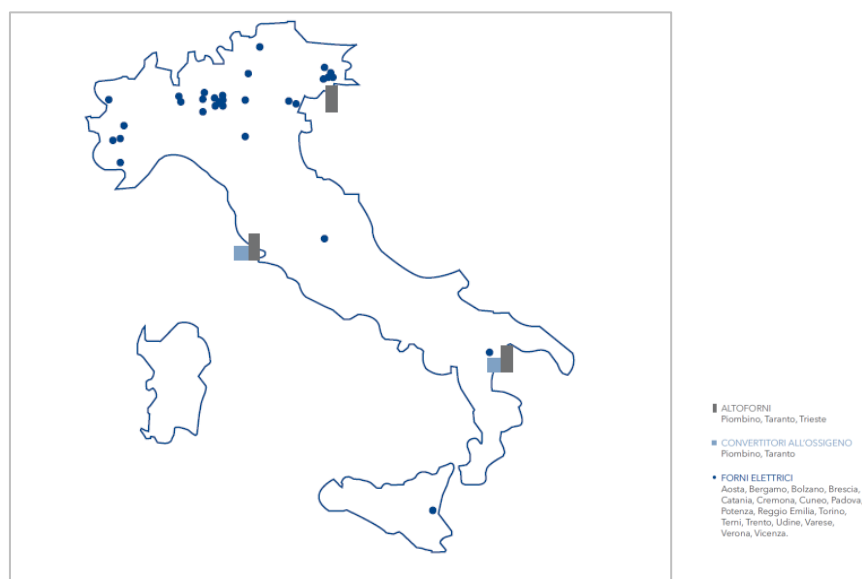 ALTOFORNI
Piombino, Taranto, Trieste
CONVERTITORI ALL'OSSIGENO
Piombino, Taranto
FORNI ELETTRICI
Aosta, Bergamo, Bolzano, Brescia,
Catania, Cremona, Cuneo, Padova,
Potenza, Reggio Emilia, Torino,
Terni, Trento, Udine, Varese,
Verona, Vicenza.